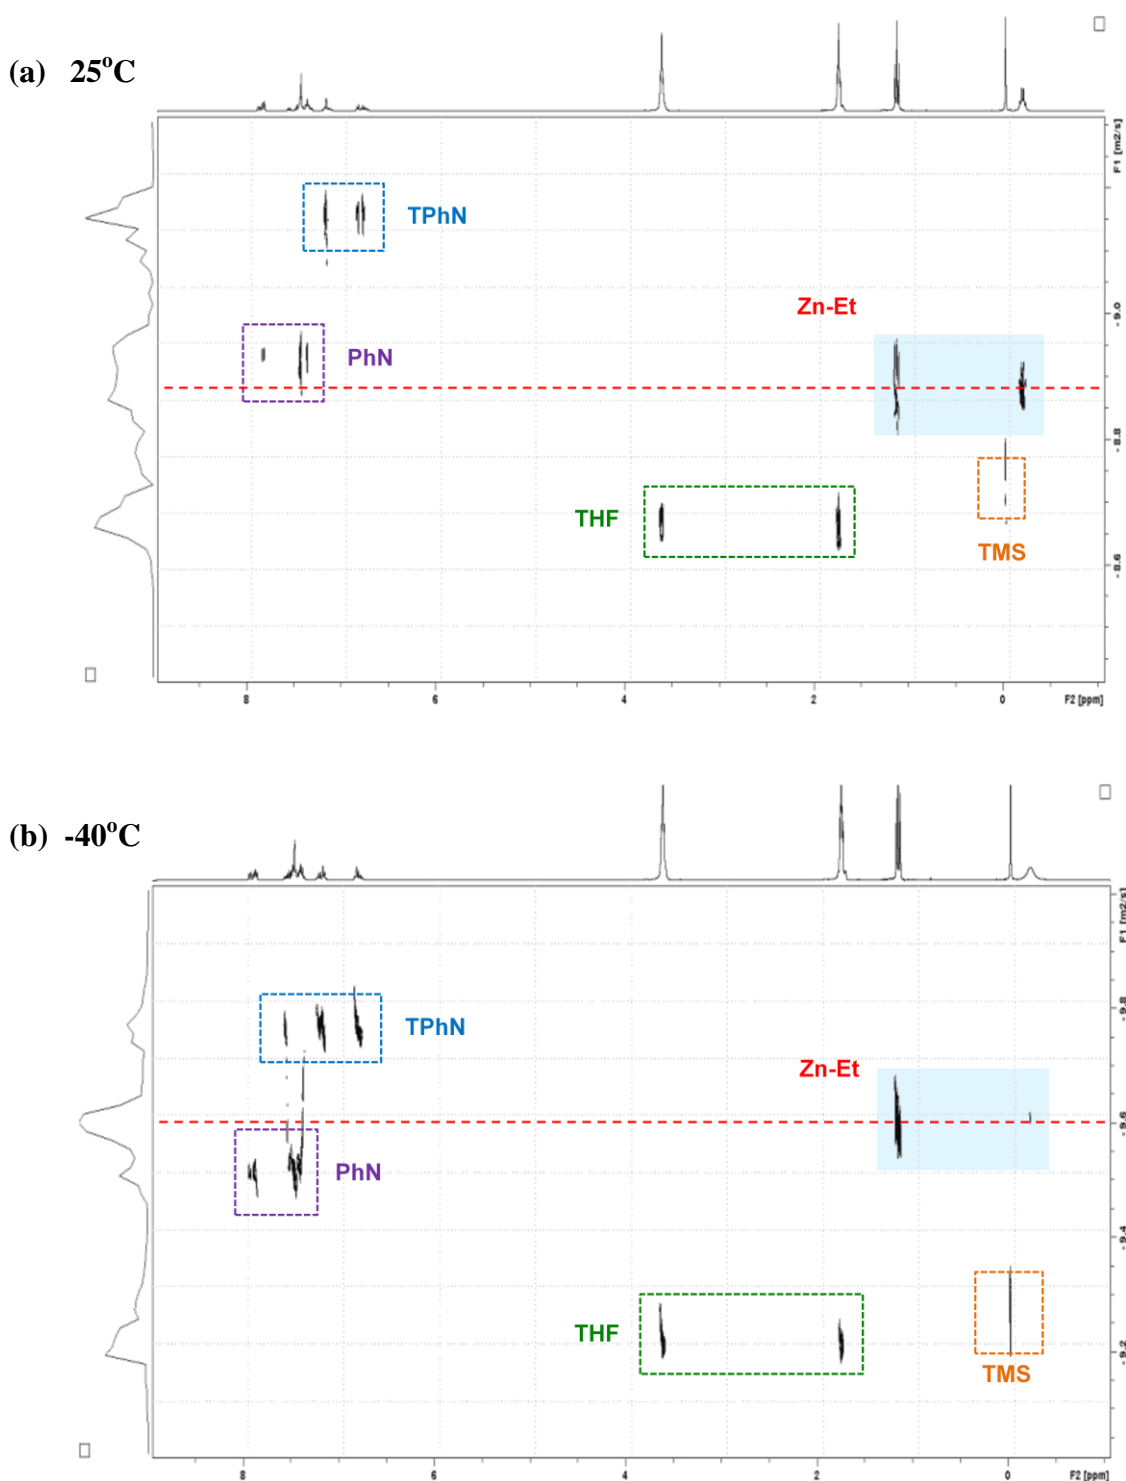 (a) 25°C
TPhN
Zn-Et
PhN
THF
TMS
-9.0
-8.8
-8.6
F1 [m2/s]
8 6 4 2 0 F2 [ppm]
(b) -40°C
TPhN
Zn-Et
PhN
THF
TMS
-9.8
-9.6
-9.4
-9.2
F1 [m2/s]
8 6 4 2 0 F2 [ppm]